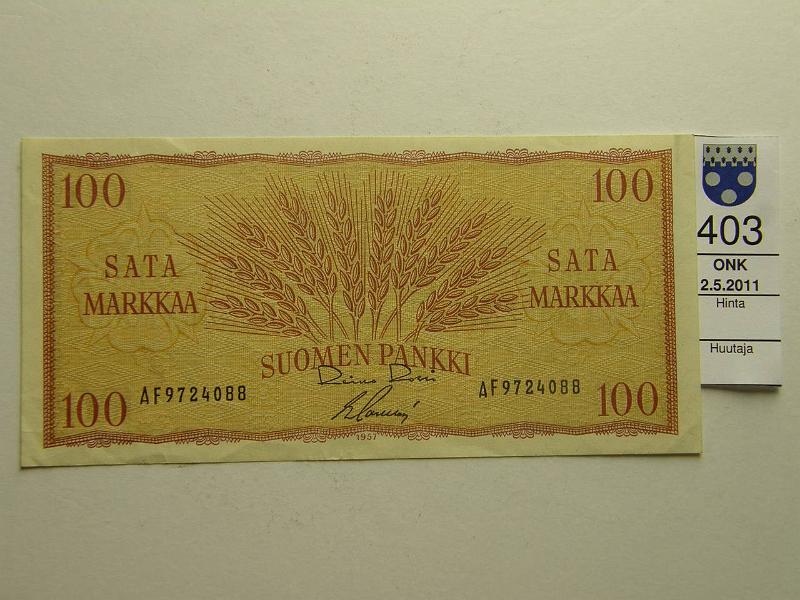 100 100
SATA MARKKAA
SATA MARKKAA
SUOMEN PANKKI
AF9724088 AF9724088
100 100
1957
403
ONK
2.5.2011
Hinta
Huutaja